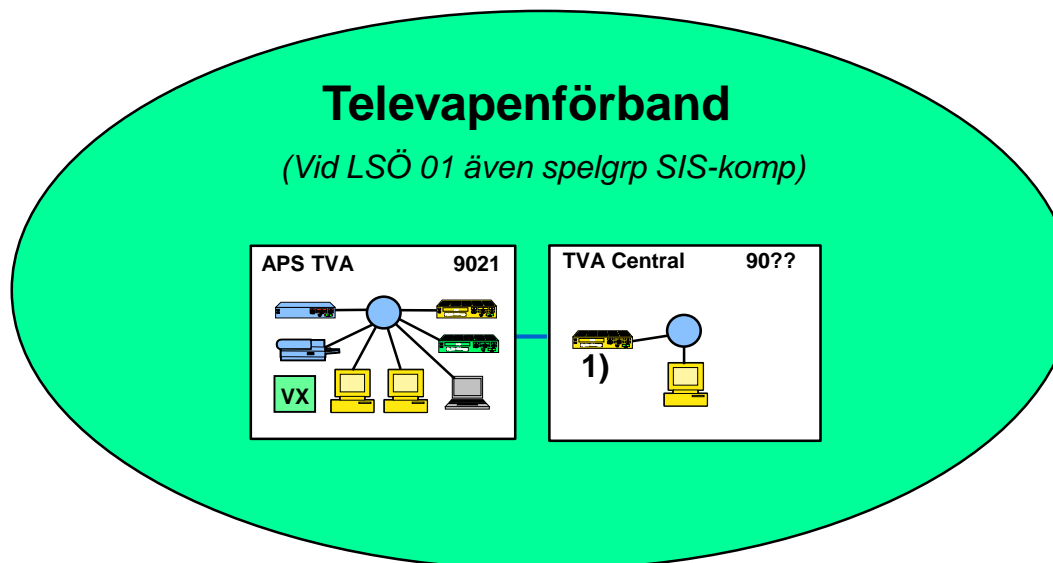 Televapenförband
(Vid LSÖ 01 även spelgrp SIS-komp)
APS TVA 9021
VX
TVA Central 90??
1)